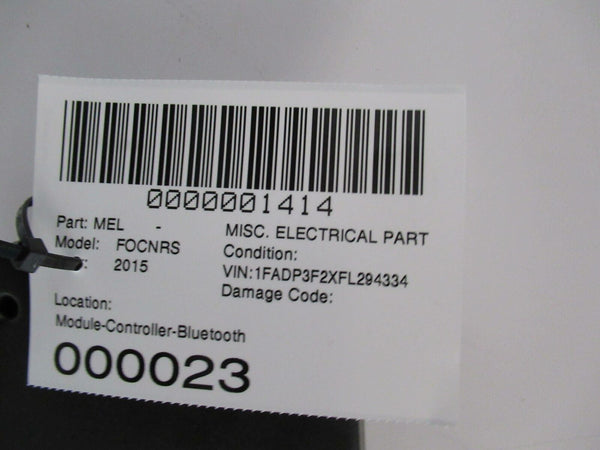 0000001414
Part: MEL - MISC. ELECTRICAL PART
Model: FOCNRS Condition:
: 2015 VIN:1FADP3F2XFL294334
Damage Code:
Location:
Module-Controller-Bluetooth
000023